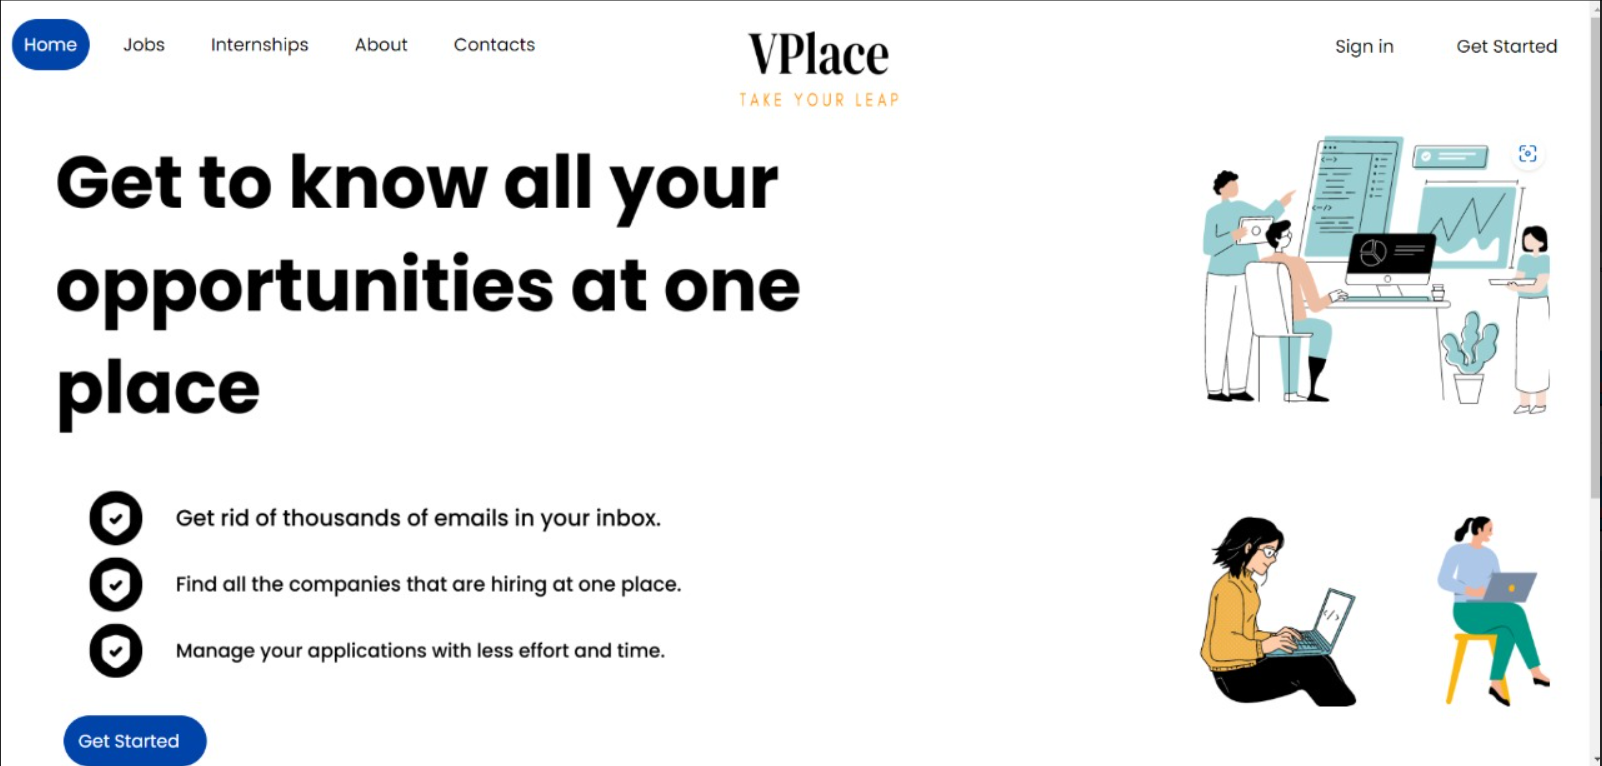 Home Jobs Internships About Contacts
VPlace
TAKE YOUR LEAP
Sign in Get Started
Get to know all your
opportunities at one
place
Get rid of thousands of emails in your inbox.
Find all the companies that are hiring at one place.
Manage your applications with less effort and time.
Get Started